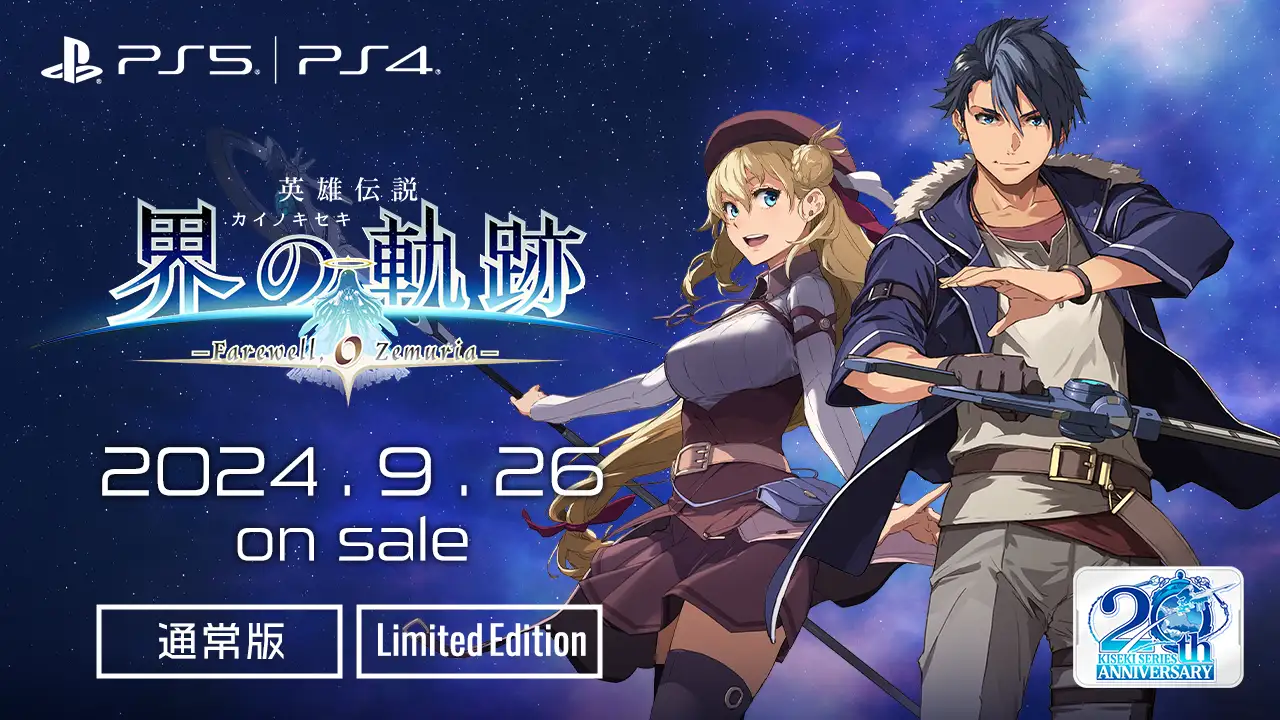 PS5 | PS4
英雄伝説
カイノキセキ
界の軌跡
–Farewell, O Zemuria–
2024.9.26
on sale
通常版
Limited Edition
20th
KISEKI SERIES
ANNIVERSARY